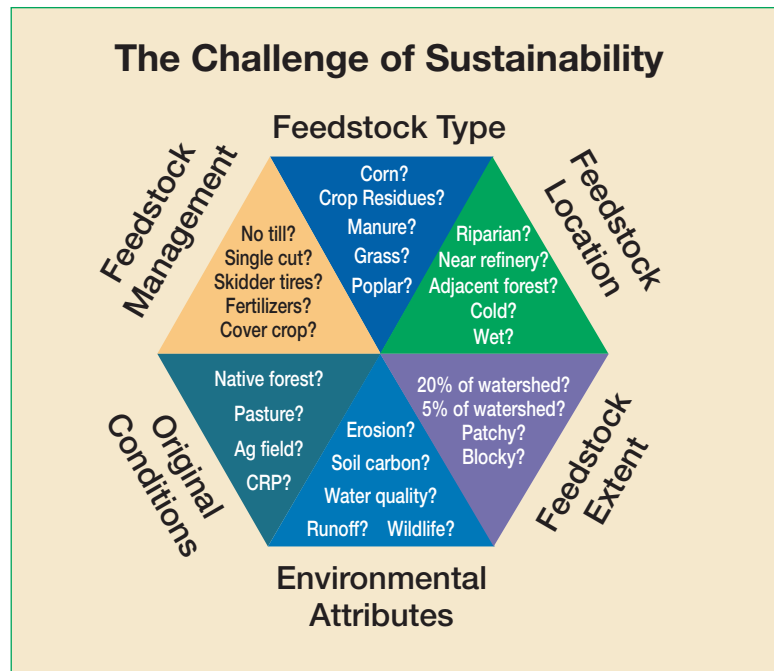 The Challenge of Sustainability
Feedstock Type
Corn?
Crop Residues?
Manure?
Grass?
Poplar?
Feedstock
Location
Riparian?
Near refinery?
Adjacent forest?
Cold?
Wet?
Feedstock
Extent
20% of watershed?
5% of watershed?
Patchy?
Blocky?
Environmental
Attributes
Erosion?
Soil carbon?
Water quality?
Runoff? Wildlife?
Original
Conditions
Native forest?
Pasture?
Ag field?
CRP?
Feedstock
Management
No till?
Single cut?
Skidder tires?
Fertilizers?
Cover crop?